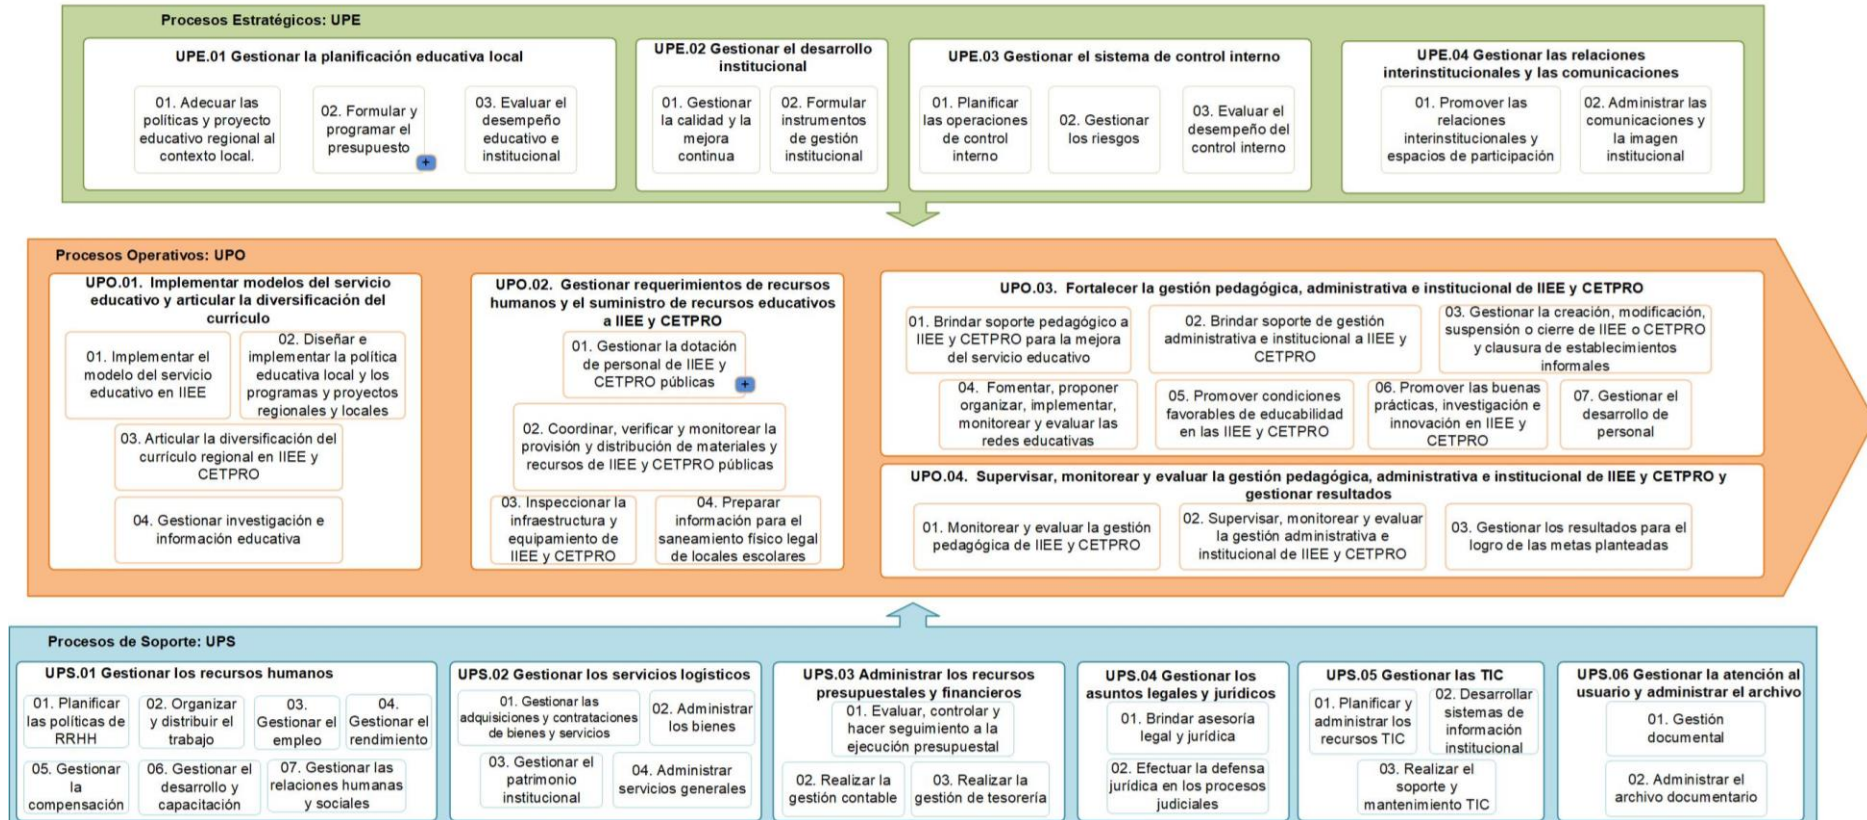 Procesos Estratégicos: UPE
UPE.01 Gestionar la planificación educativa local
01. Adecuar las
políticas y proyecto
educativo regional al
contexto local.
02. Formular y
programar el
presupuesto
+
03. Evaluar el
desempeño
educativo e
institucional
UPE.02 Gestionar el desarrollo
institucional
01. Gestionar
la calidad y la
mejora
continua
02. Formular
instrumentos
de gestión
institucional
UPE.03 Gestionar el sistema de control interno
01. Planificar
las operaciones
de control
interno
02. Gestionar
los riesgos
03. Evaluar el
desempeño del
control interno
UPE.04 Gestionar las relaciones
interinstitucionales y las comunicaciones
01. Promover las
relaciones
interinstitucionales y
espacios de participación
02. Administrar las
comunicaciones y
la imagen
institucional
Procesos Operativos: UPO
UPO.01. Implementar modelos del servicio
educativo y articular la diversificación del
currículo
01. Implementar el
modelo del servicio
educativo en IIEE
02. Diseñar e
implementar la política
educativa local y los
programas y proyectos
regionales y locales
03. Articular la diversificación del
currículo regional en IIEE y
CETPRO
04. Gestionar investigación e
información educativa
UPO.02. Gestionar requerimientos de recursos
humanos y el suministro de recursos educativos
a IIEE y CETPRO
01. Gestionar la dotación
de personal de IIEE y
CETPRO públicas
+
02. Coordinar, verificar y monitorear la
provisión y distribución de materiales y
recursos de IIEE y CETPRO públicas
03. Inspeccionar la
infraestructura y
equipamiento de
IIEE y CETPRO
04. Preparar
información para el
saneamiento físico legal
de locales escolares
UPO.03. Fortalecer la gestión pedagógica, administrativa e institucional de IIEE y CETPRO
01. Brindar soporte pedagógico a
IIEE y CETPRO para la mejora
del servicio educativo
02. Brindar soporte de gestión
administrativa e institucional a IIEE y
CETPRO
03. Gestionar la creación, modificación,
suspensión o cierre de IIEE o CETPRO
y clausura de establecimientos
informales
04. Fomentar, proponer
organizar, implementar,
monitorear y evaluar las
redes educativas
05. Promover condiciones
favorables de educabilidad
en las IIEE y CETPRO
06. Promover las buenas
prácticas, investigación e
innovación en IIEE y
CETPRO
07. Gestionar el
desarrollo de
personal
UPO.04. Supervisar, monitorear y evaluar la gestión pedagógica, administrativa e institucional de IIEE y CETPRO y
gestionar resultados
01. Monitorear y evaluar la gestión
pedagógica de IIEE y CETPRO
02. Supervisar, monitorear y evaluar
la gestión administrativa e
institucional de IIEE y CETPRO
03. Gestionar los resultados para el
logro de las metas planteadas
Procesos de Soporte: UPS
UPS.01 Gestionar los recursos humanos
01. Planificar
las políticas de
RRHH
02. Organizar
y distribuir el
trabajo
03.
Gestionar el
empleo
04.
Gestionar el
rendimiento
05. Gestionar
la
compensación
06. Gestionar el
desarrollo y
capacitación
07. Gestionar las
relaciones humanas
y sociales
UPS.02 Gestionar los servicios logísticos
01. Gestionar las
adquisiciones y contrataciones
de bienes y servicios
02. Administrar
los bienes
03. Gestionar el
patrimonio
institucional
04. Administrar
servicios generales
UPS.03 Administrar los recursos
presupuestales y financieros
01. Evaluar, controlar y
hacer seguimiento a la
ejecución presupuestal
02. Realizar la
gestión contable
03. Realizar la
gestión de tesorería
UPS.04 Gestionar los
asuntos legales y jurídicos
01. Brindar asesoría
legal y jurídica
02. Efectuar la defensa
jurídica en los procesos
judiciales
UPS.05 Gestionar las TIC
01. Planificar y
administrar los
recursos TIC
02. Desarrollar
sistemas de
información
institucional
03. Realizar el
soporte y
mantenimiento TIC
UPS.06 Gestionar la atención al
usuario y administrar el archivo
01. Gestión
documental
02. Administrar el
archivo documentario